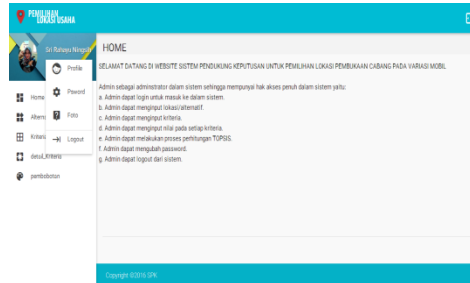 PEMILIHAN
LOKASI USAHA
Sri Rahayu Ningsih
Profile
Pasword
Foto
Logout
Home
Altern
Kriteria
detail_Kriteria
pembobotan
HOME
SELAMAT DATANG DI WEBSITE SISTEM PENDUKUNG KEPUTUSAN UNTUK PEMILIHAN LOKASI PEMBUKAAN CABANG PADA VARIASI MOBIL
Admin sebagai adminstrator dalam sistem sehingga mempunyai hak akses penuh dalam sistem yaitu:
a. Admin dapat login untuk masuk ke dalam sistem.
b. Admin dapat menginput lokasi/alternatif.
c. Admin dapat menginput kriteria.
d. Admin dapat menginput nilai pada setiap kriteria.
e. Admin dapat melakukan proses perhitungan TOPSIS.
f. Admin dapat mengubah password.
g. Admin dapat logout dari sistem.
Copyright ©2016 SPK